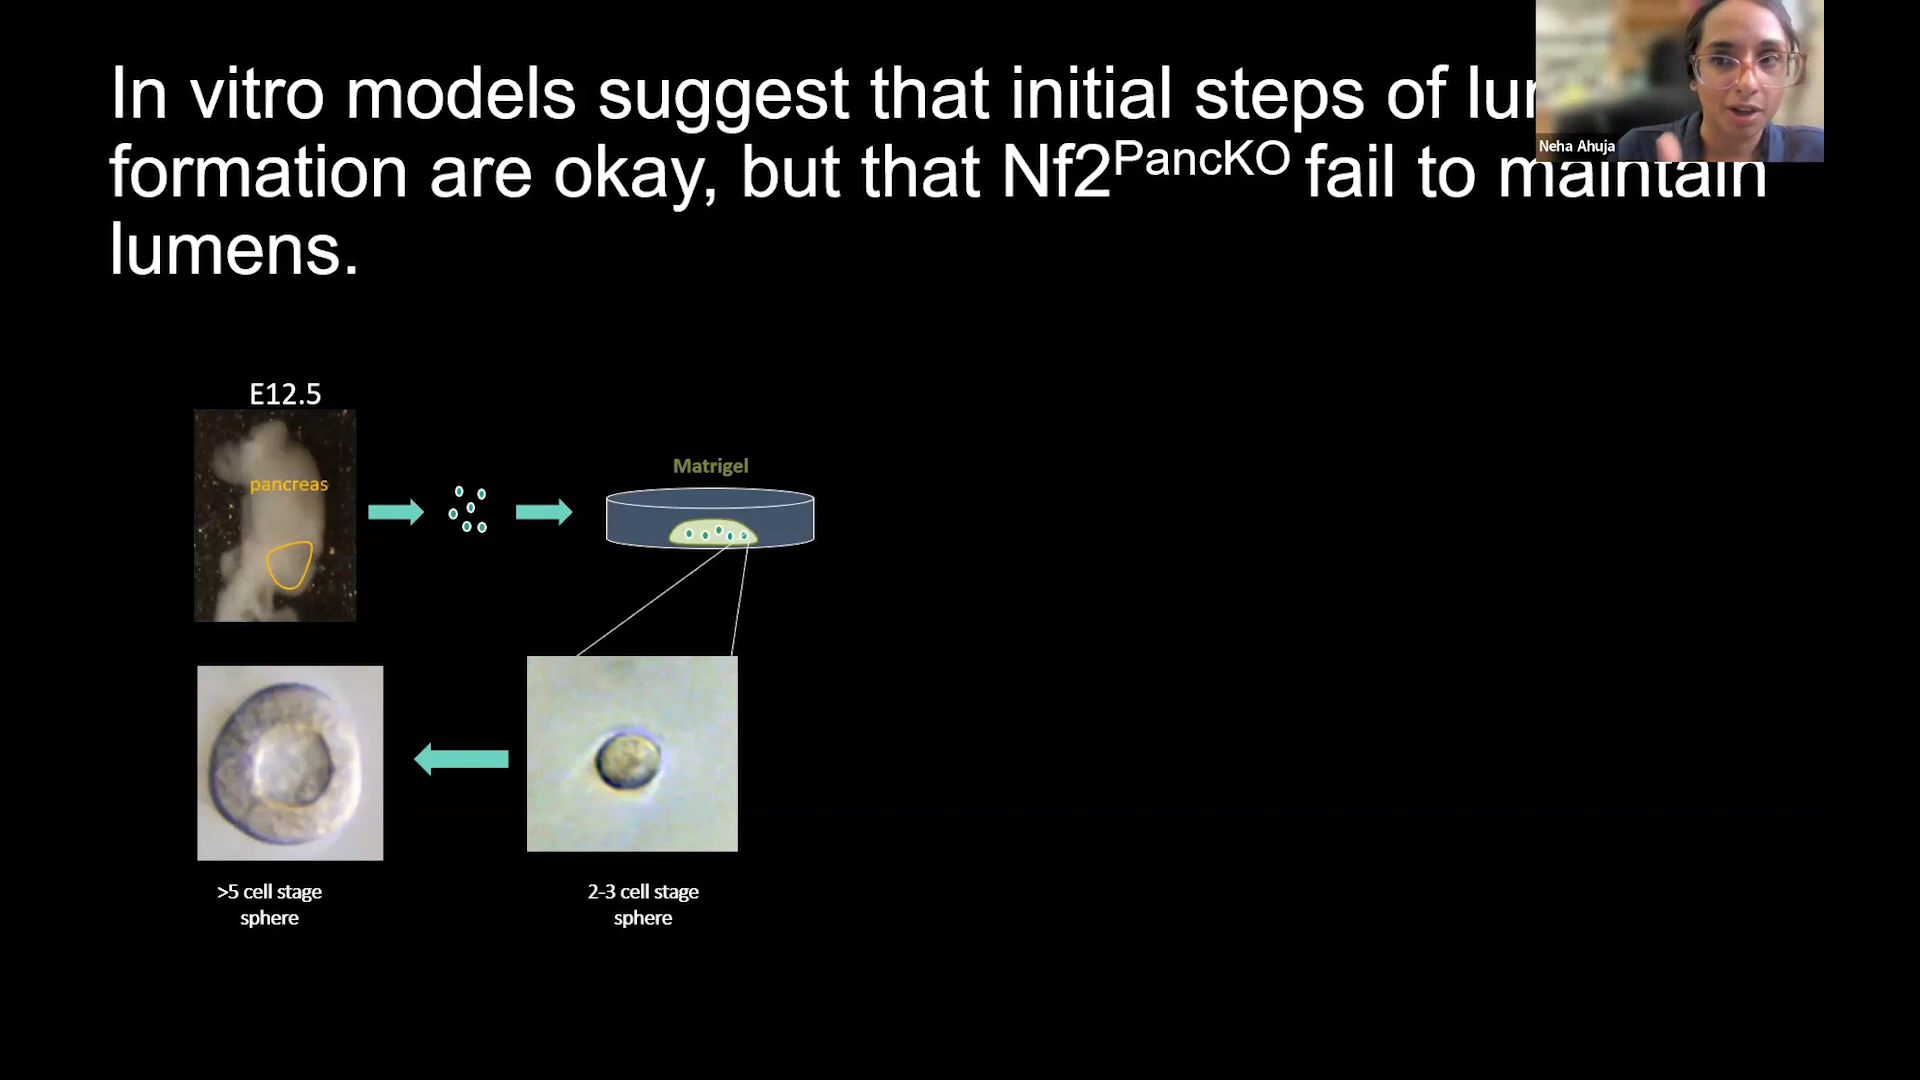 In vitro models suggest that initial steps of
formation are okay, but that Nf2PancKO fail to maintain
lumens.
Neha Ahuja
E12.5
pancreas
Matrigel
>5 cell stage
sphere
2-3 cell stage
sphere